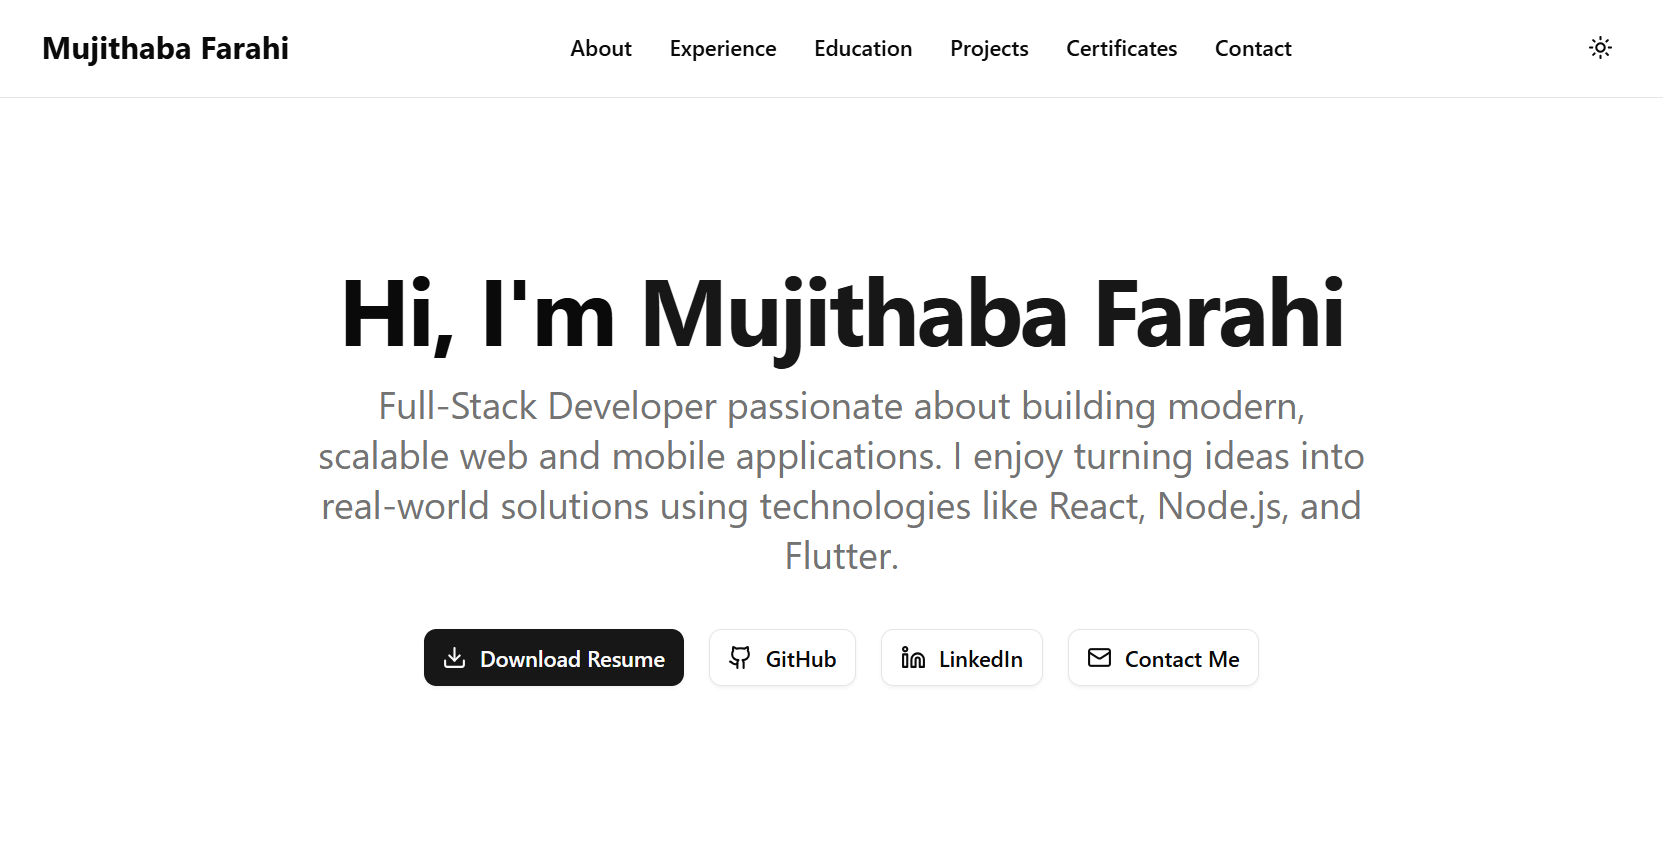 Mujithaba Farahi
About Experience Education Projects Certificates Contact
Hi, I'm Mujithaba Farahi
Full-Stack Developer passionate about building modern,
scalable web and mobile applications. I enjoy turning ideas into
real-world solutions using technologies like React, Node.js, and
Flutter.
Download Resume GitHub LinkedIn Contact Me